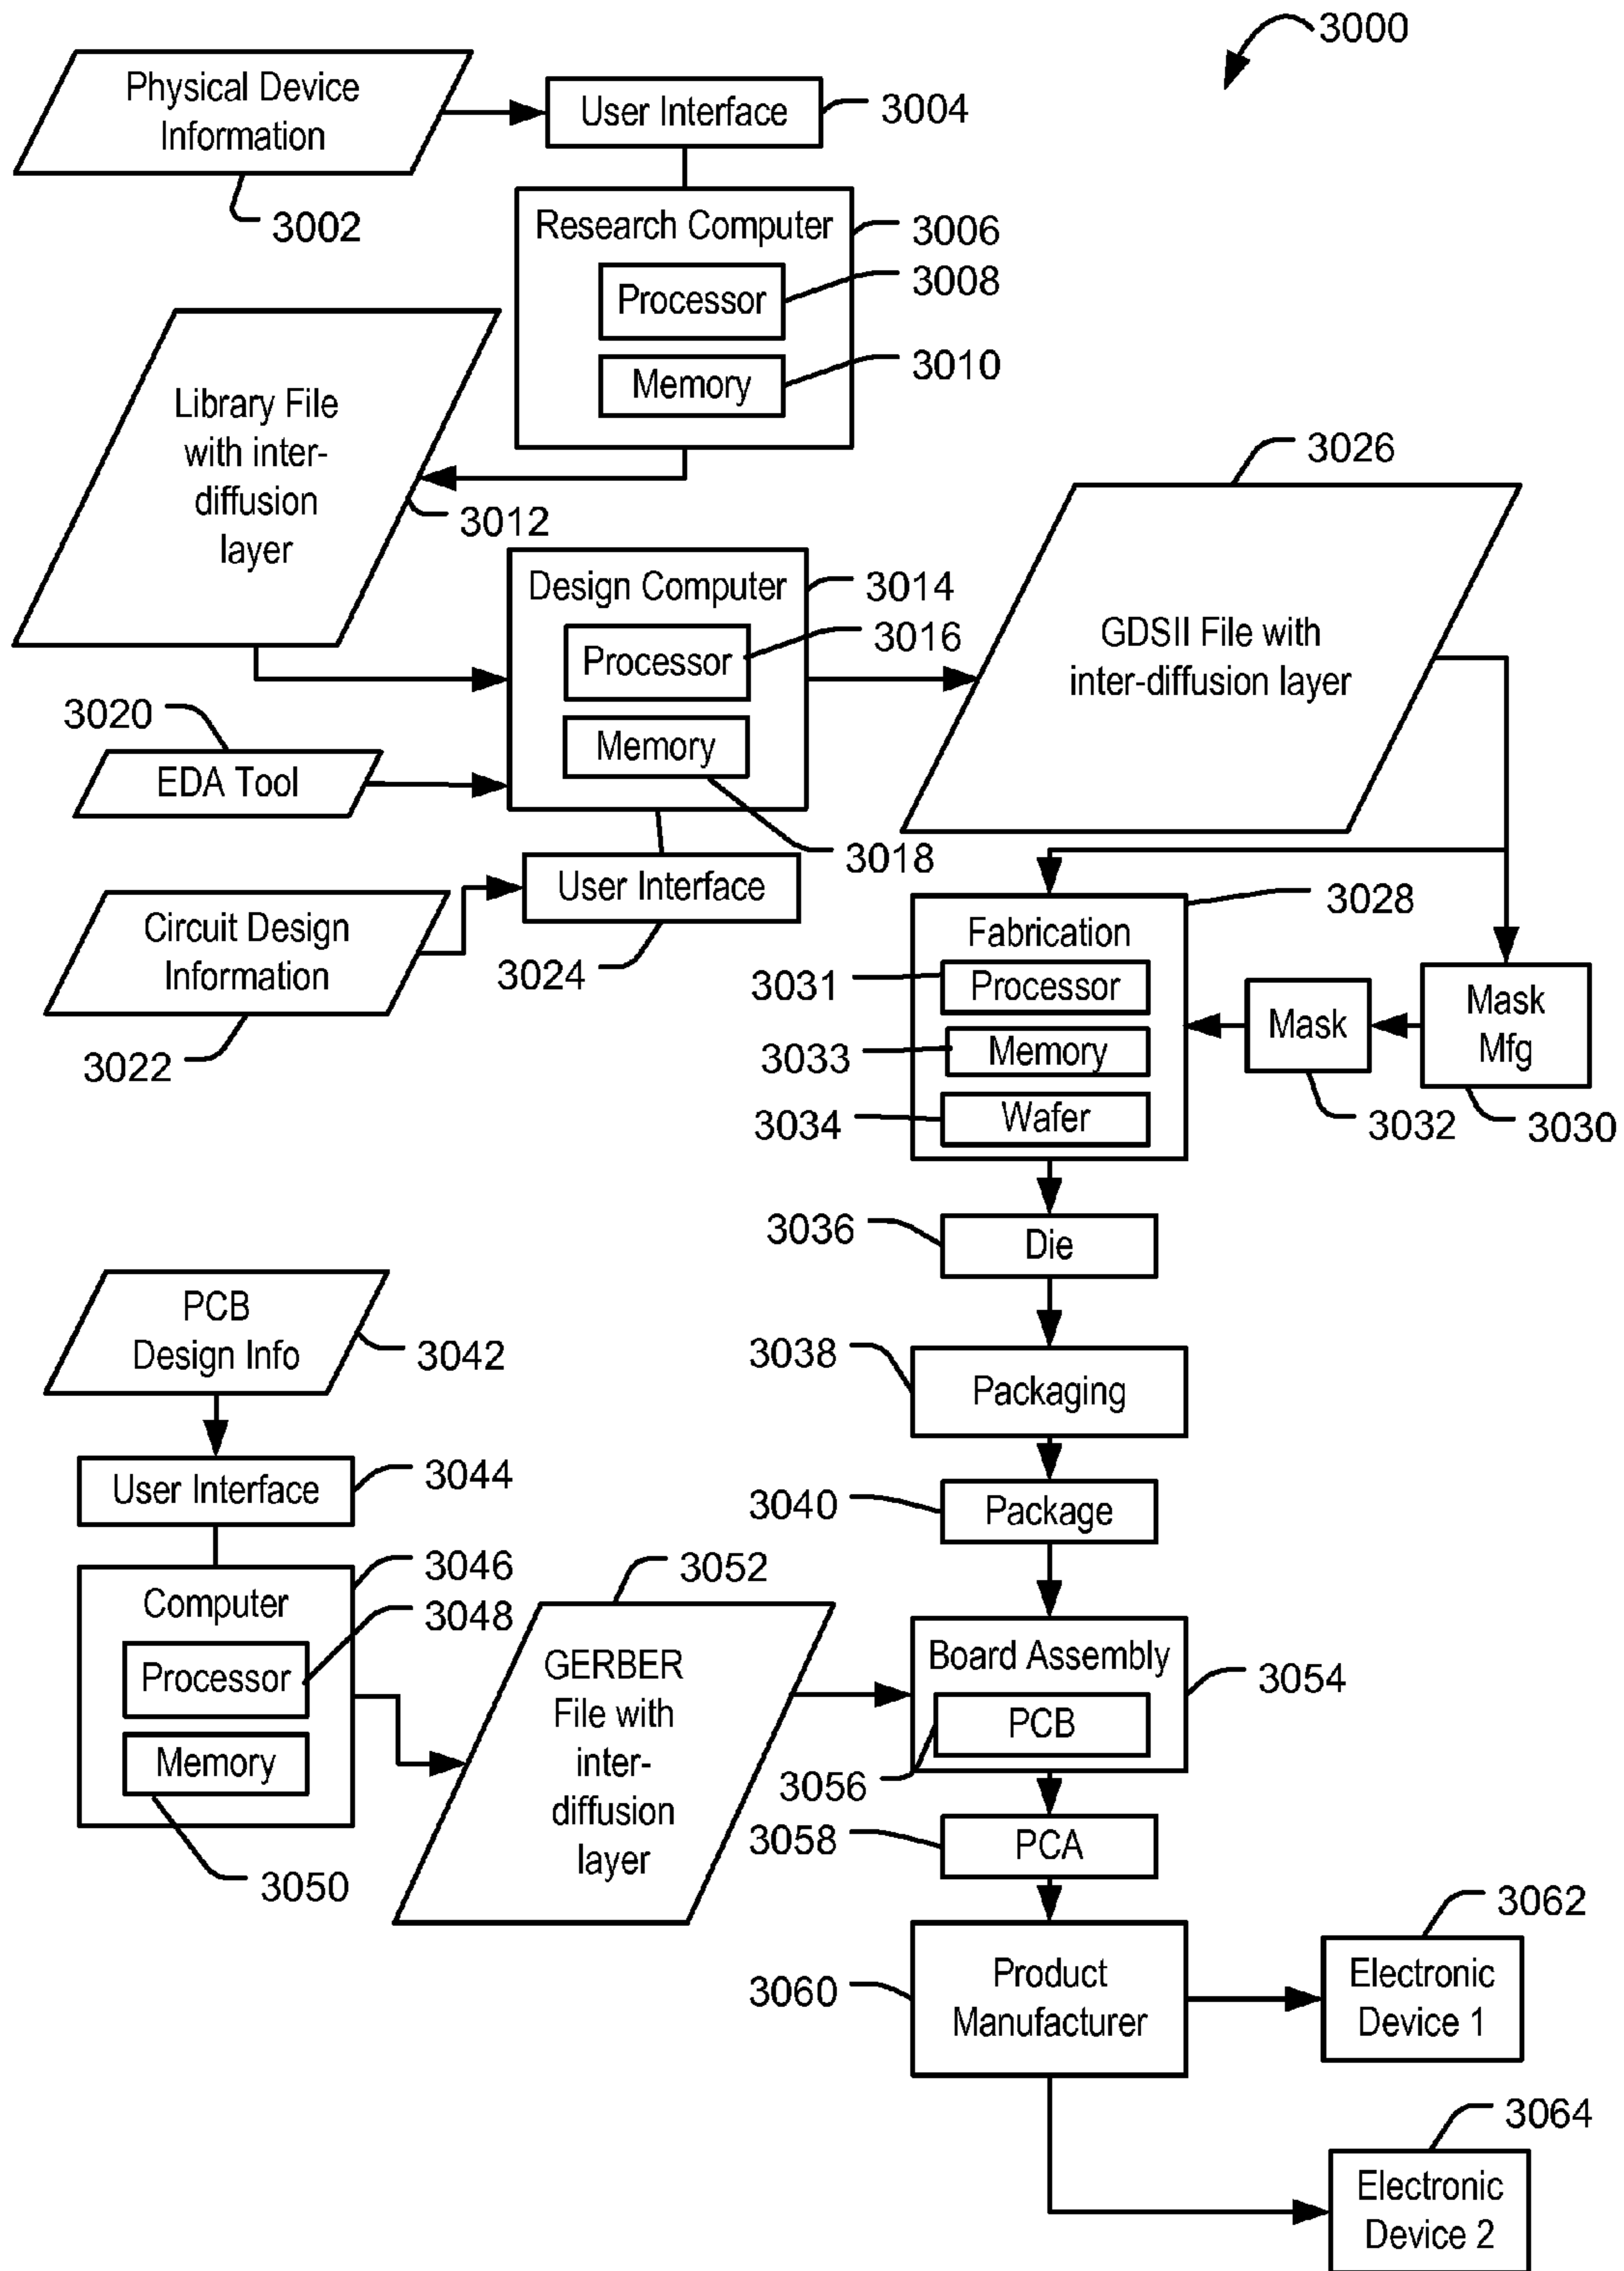 3000
Physical Device
Information
3002
User Interface
3004
Research Computer
3006
Processor
3008
Memory
3010
Library File
with inter-
diffusion
layer
3012
Design Computer
3014
Processor
3016
Memory
3018
3020
EDA Tool
Circuit Design
Information
3022
User Interface
3024
3026
GDSII File with
inter-diffusion layer
Fabrication
3028
3031
Processor
3033
Memory
3034
Wafer
Mask
3032
Mask
Mfg
3030
3036
Die
3038
Packaging
3040
Package
PCB
Design Info
3042
User Interface
3044
Computer
3046
Processor
3048
Memory
3050
3052
GERBER
File with
inter-
diffusion
layer
Board Assembly
3054
PCB
3056
3058
PCA
3060
Product
Manufacturer
3062
Electronic
Device 1
3064
Electronic
Device 2